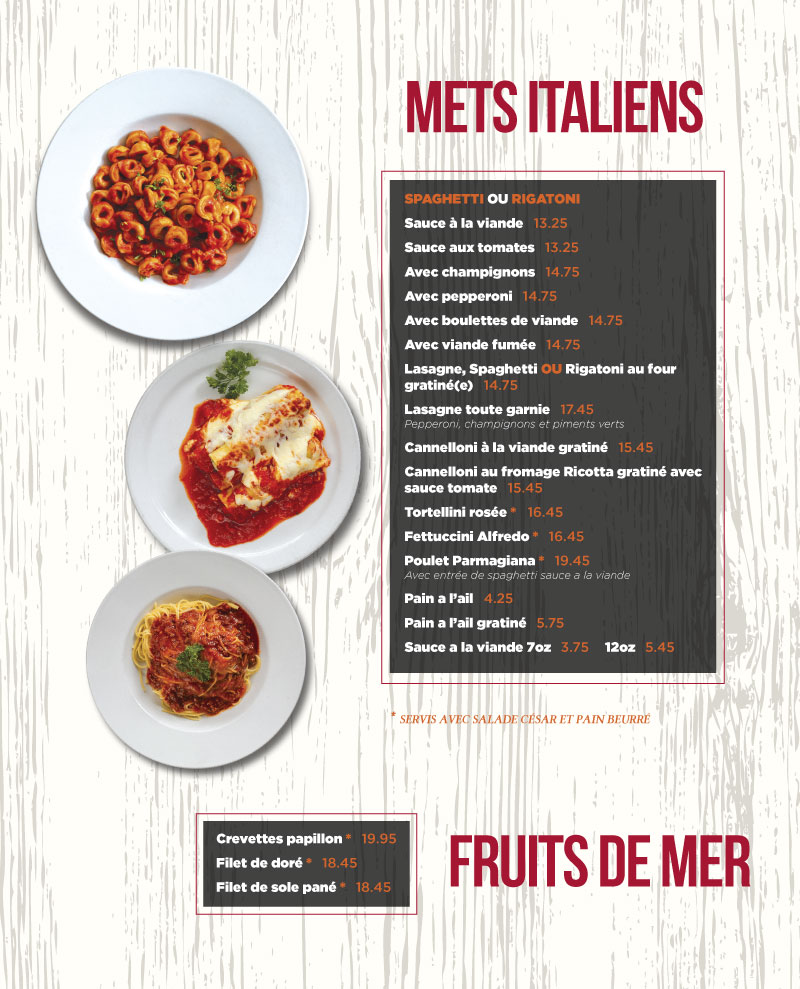 METS ITALIENS
SPAGHETTI OU RIGATONI
Sauce à la viande 13.25
Sauce aux tomates 13.25
Avec champignons 14.75
Avec pepperoni 14.75
Avec boulettes de viande 14.75
Avec viande fumée 14.75
Lasagne, Spaghetti OU Rigatoni au four
gratiné(e) 14.75
Lasagne toute garnie 17.45
Pepperoni, champignons et piments verts
Cannelloni à la viande gratiné 15.45
Cannelloni au fromage Ricotta gratiné avec
sauce tomate 15.45
Tortellini rosée * 16.45
Fettuccini Alfredo * 16.45
Poulet Parmagiana * 19.45
Avec entrée de spaghetti sauce a la viande
Pain a l'ail 4.25
Pain a l'ail gratiné 5.75
Sauce a la viande 7oz 3.75 12oz 5.45
* SERVIS AVEC SALADE CÉSAR ET PAIN BEURRÉ
FRUITS DE MER
Crevettes papillon * 19.95
Filet de doré * 18.45
Filet de sole pané * 18.45